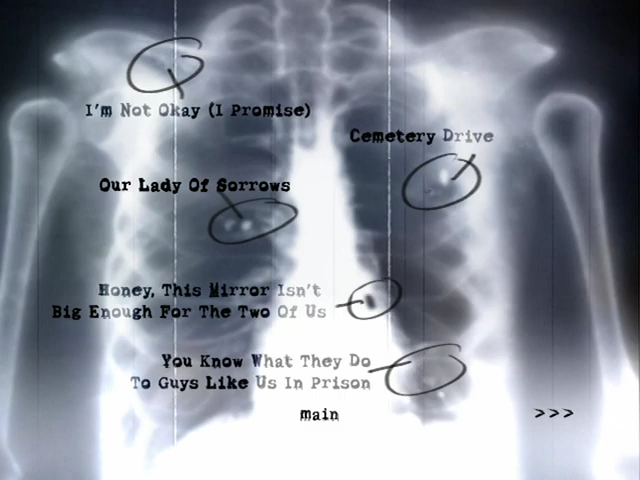 I'm Not Okay (I Promise)
Cemetery Drive
Our Lady Of Sorrows
Honey, This Mirror Isn't
Big Enough For The Two Of Us
You Know What They Do
To Guys Like Us In Prison
main
>>>